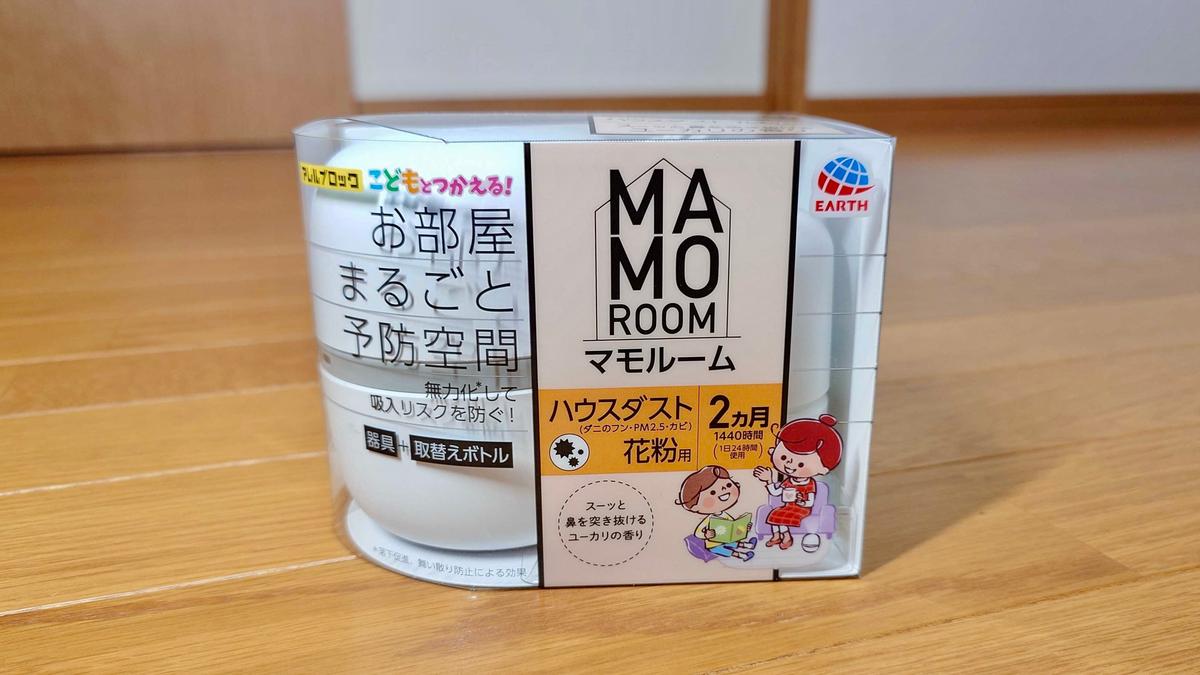 アレルブロック こどもとつかえる!
お部屋
まるごと
予防空間
無力化*して
吸入リスクを防ぐ!
器具+取替えボトル
*落下促進、舞い散り防止による効果
MA
MO
ROOM
マモルーム
ハウスダスト
(ダニのフン・PM2.5・カビ)
花粉用
2ヵ月
1440時間
(1日24時間
使用)
スーッと
鼻を突き抜ける
ユーカリの香り
EARTH